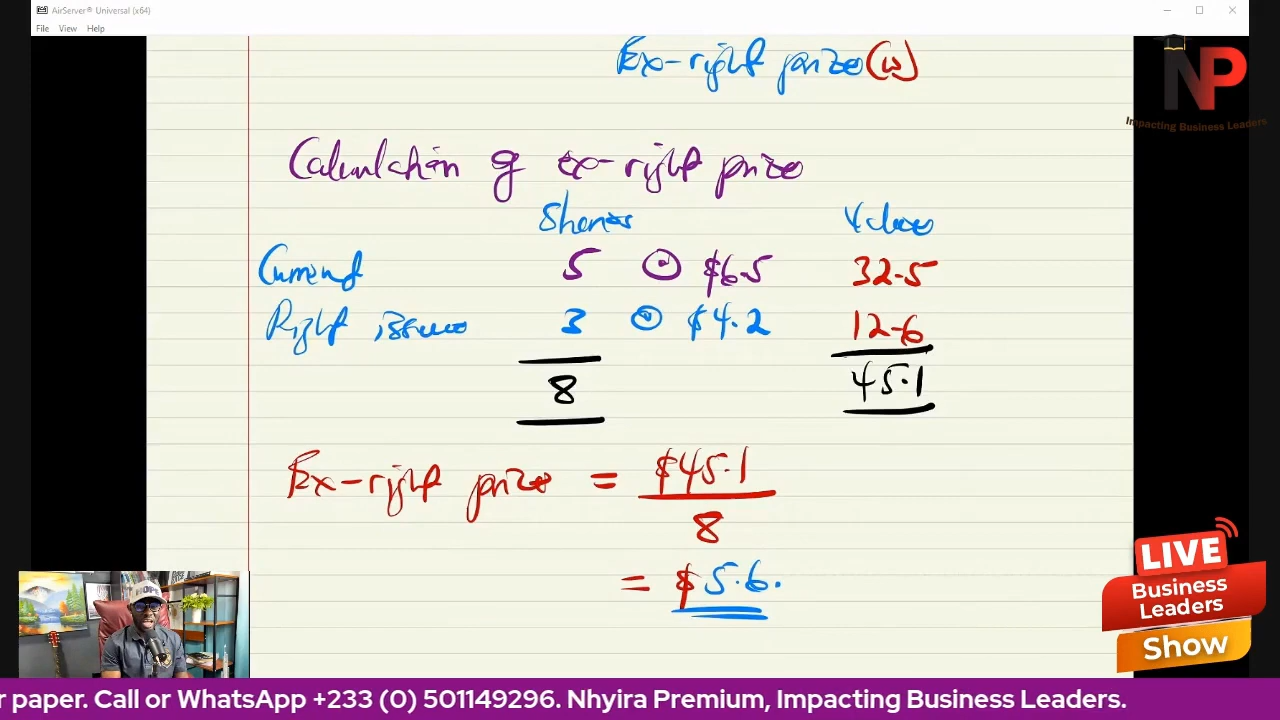 AirServer® Universal (x64)
File View Help
Ex-right price (w)
NP
Impacting Business Leaders
Calculation of ex-right price
Shares Value
Current 5 @ $6.5 32.5
Right issue 3 @ $4.2 12.6
8 45.1
Ex-right price = $45.1
8
= $5.6.
LIVE
Business
Leaders
Show
r paper. Call or WhatsApp +233 (0) 501149296. Nhyira Premium, Impacting Business Leaders.